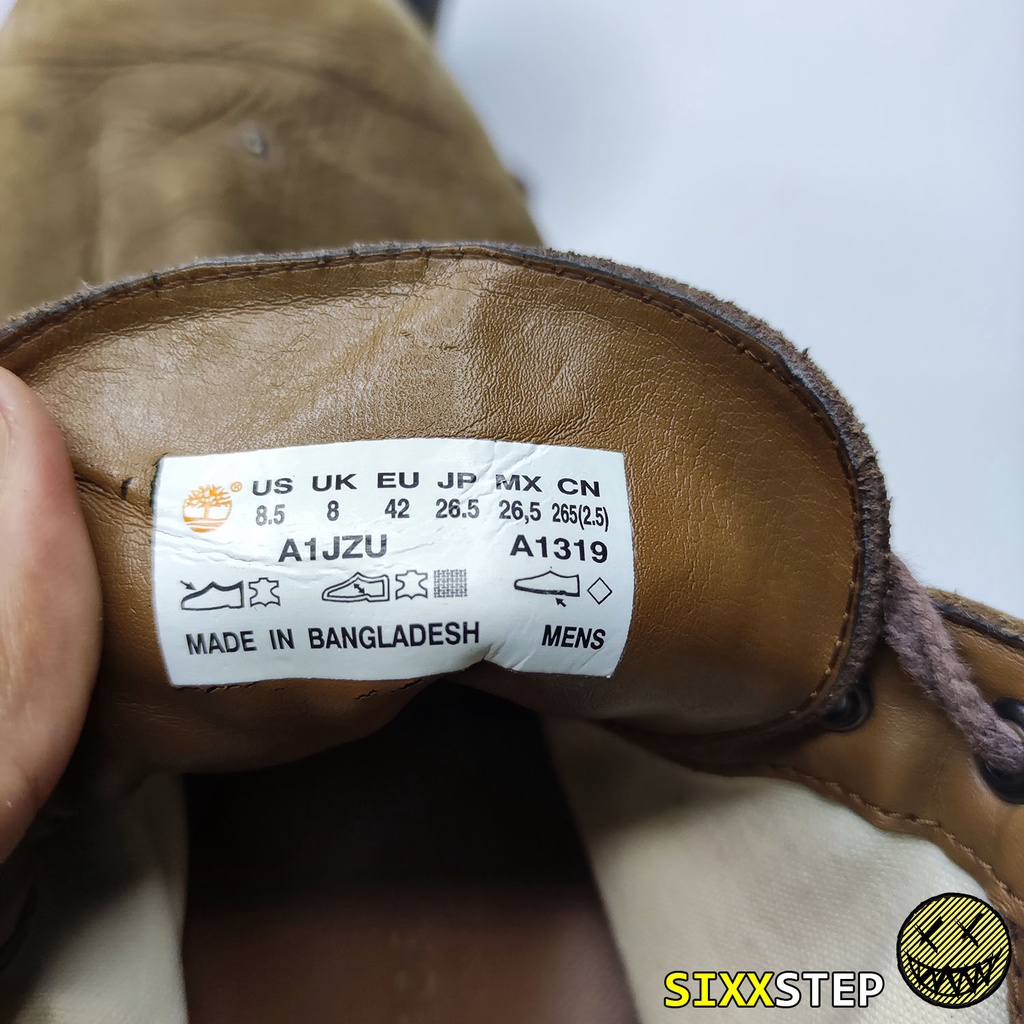 ® US UK EU JP MX CN
8.5 8 42 26.5 26,5 265(2.5)
A1JZU A1319
MADE IN BANGLADESH MENS
SIXXSTEP